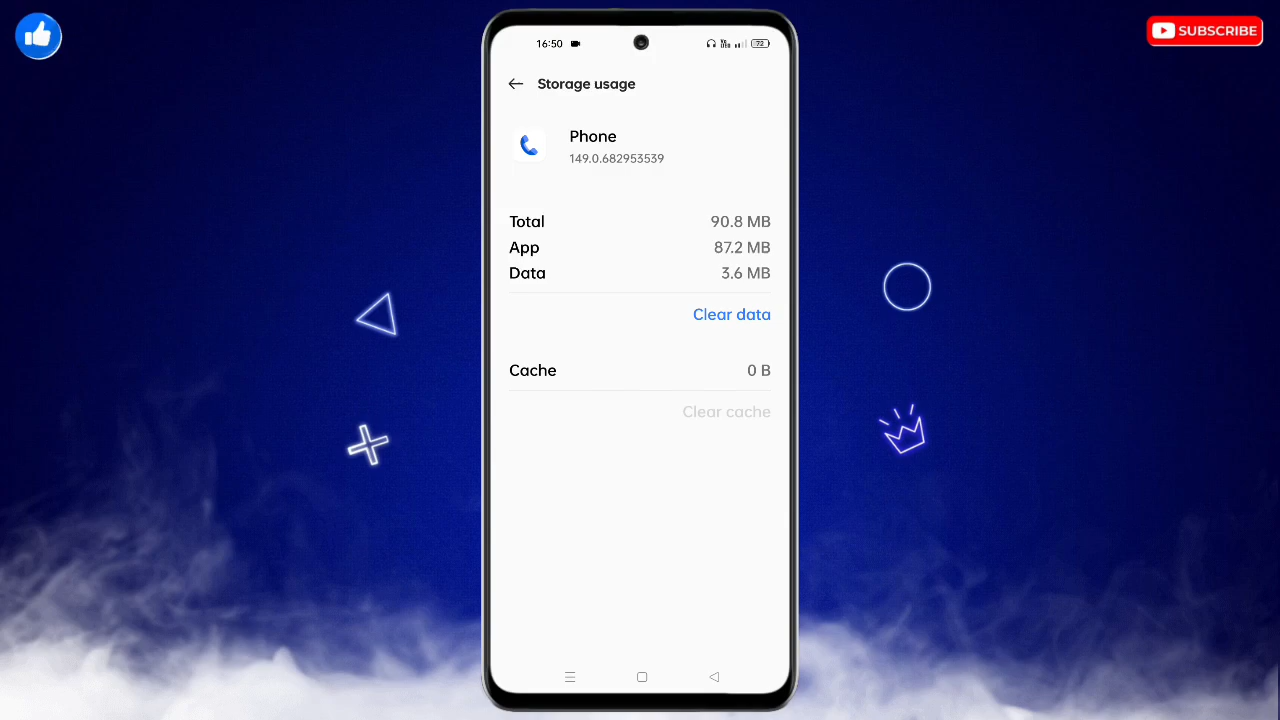 SUBSCRIBE
16:50
72
Storage usage
Phone
149.0.682953539
Total 90.8 MB
App 87.2 MB
Data 3.6 MB
Clear data
Cache 0 B
Clear cache